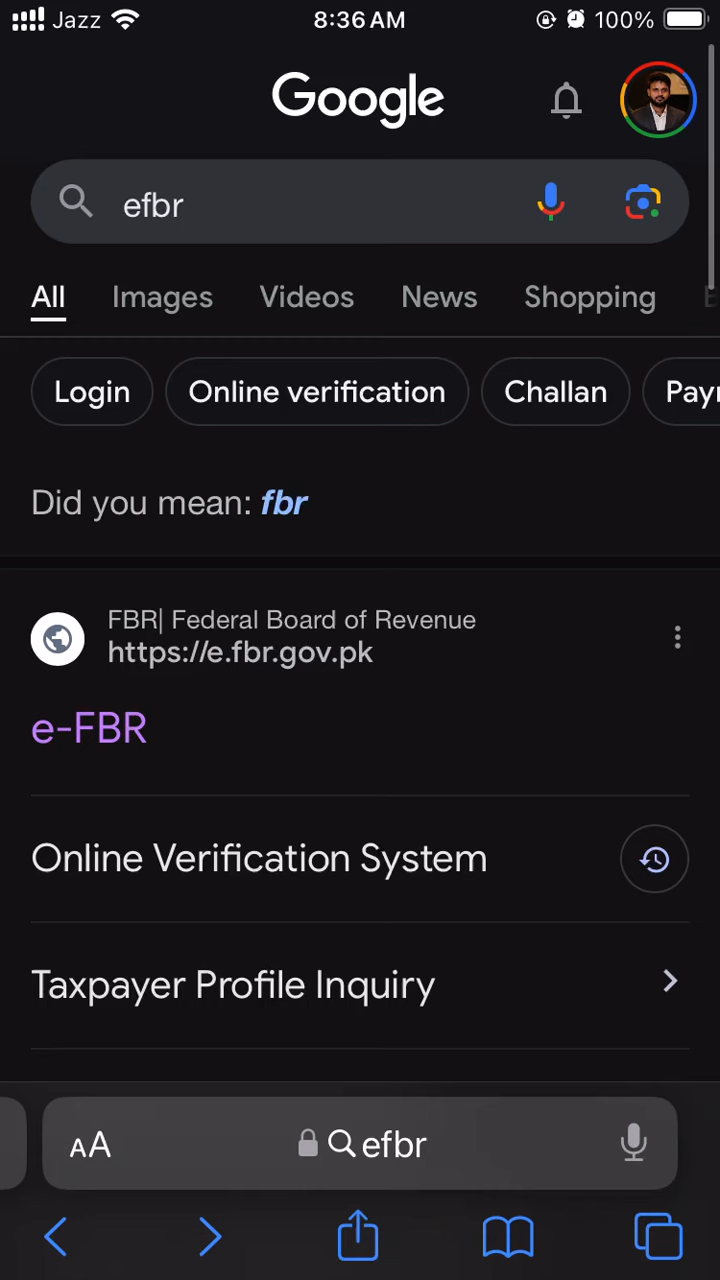 Jazz 8:36 AM 100%
Google
efbr
All Images Videos News Shopping
Login Online verification Challan
Did you mean: fbr
FBR| Federal Board of Revenue
https://e.fbr.gov.pk
e-FBR
Online Verification System
Taxpayer Profile Inquiry
AA efbr